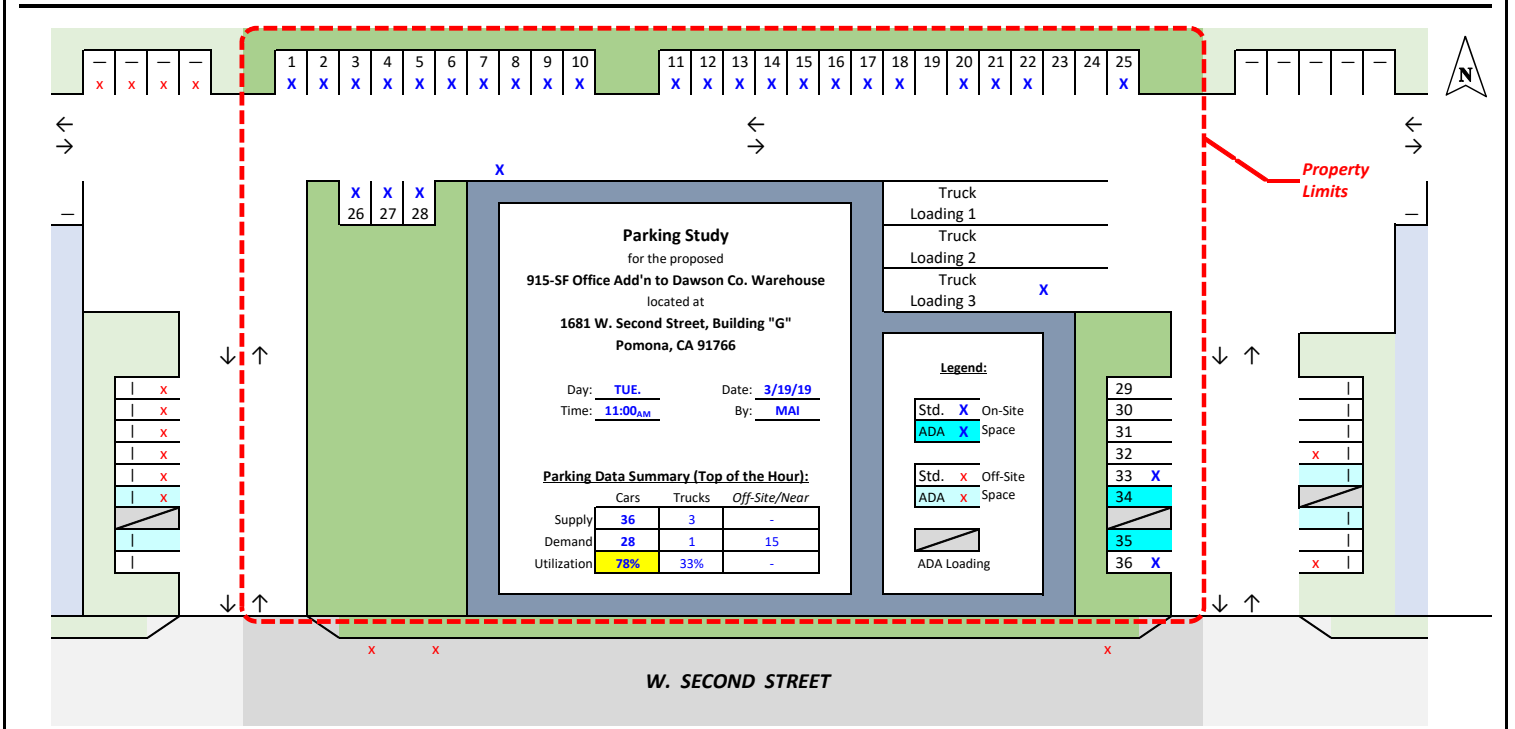 — — — —
1 2 3 4 5 6 7 8 9 10 11 12 13 14 15 16 17 18 19 20 21 22 23 24 25
— — — — —
x x x x
X X X X X X X X X X X X X X X X X X X X X X
N
← ← ←
→ → →
X
Property
Limits
X X X
26 27 28
—
—
Truck
Loading 1
Truck
Loading 2
Truck
Loading 3 X
Parking Study
for the proposed
915-SF Office Add'n to Dawson Co. Warehouse
located at
1681 W. Second Street, Building "G"
Pomona, CA 91766
Day: TUE. Date: 3/19/19
Time: 11:00AM By: MAI
Parking Data Summary (Top of the Hour):
Cars Trucks Off-Site/Near
Supply 36 3 -
Demand 28 1 15
Utilization 78% 33% -
Legend:
Std. X On-Site
ADA X Space
Std. x Off-Site
ADA x Space
ADA Loading
↓ ↑ ↓ ↑
| x
| x
| x
| x
| x
| x
|
|
29
30
31
32
33 X
34
35
36 X
|
|
|
x |
|
|
|
x |
↓ ↑ ↓ ↑
x x x
W. SECOND STREET